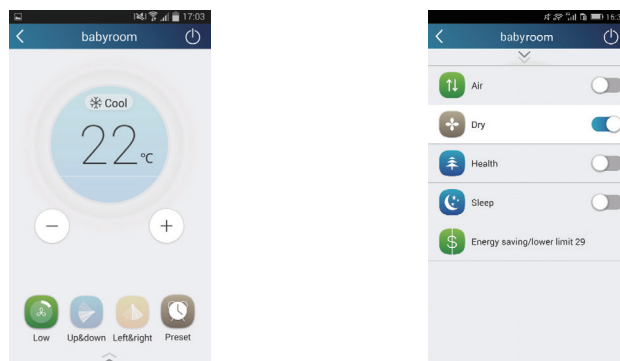 17:03
babyroom
Cool
22°C
Low Up&down Left&right Preset
babyroom
Air
Dry
Health
Sleep
Energy saving/lower limit 29